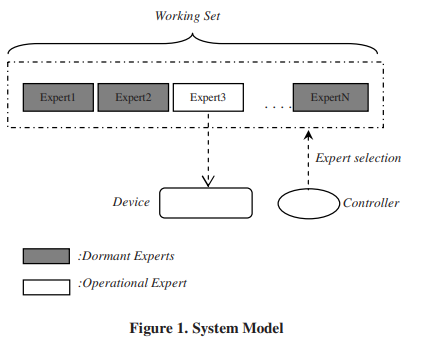 Working Set
Expert1 Expert2 Expert3 .... ExpertN
Expert selection
Device Controller
:Dormant Experts
:Operational Expert
Figure 1. System Model